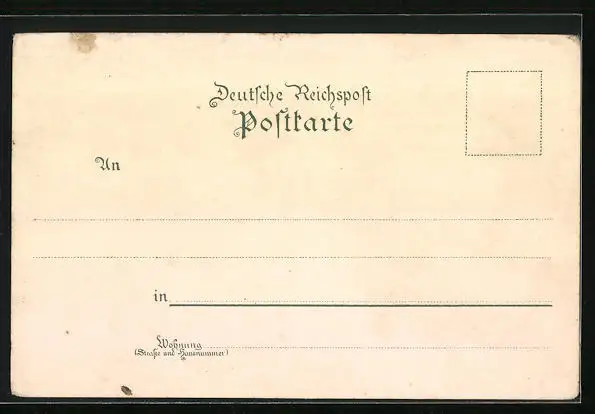 Deutsche Reichspost
Postkarte
An
in
Wohnung
(Straße und Hausnummer)